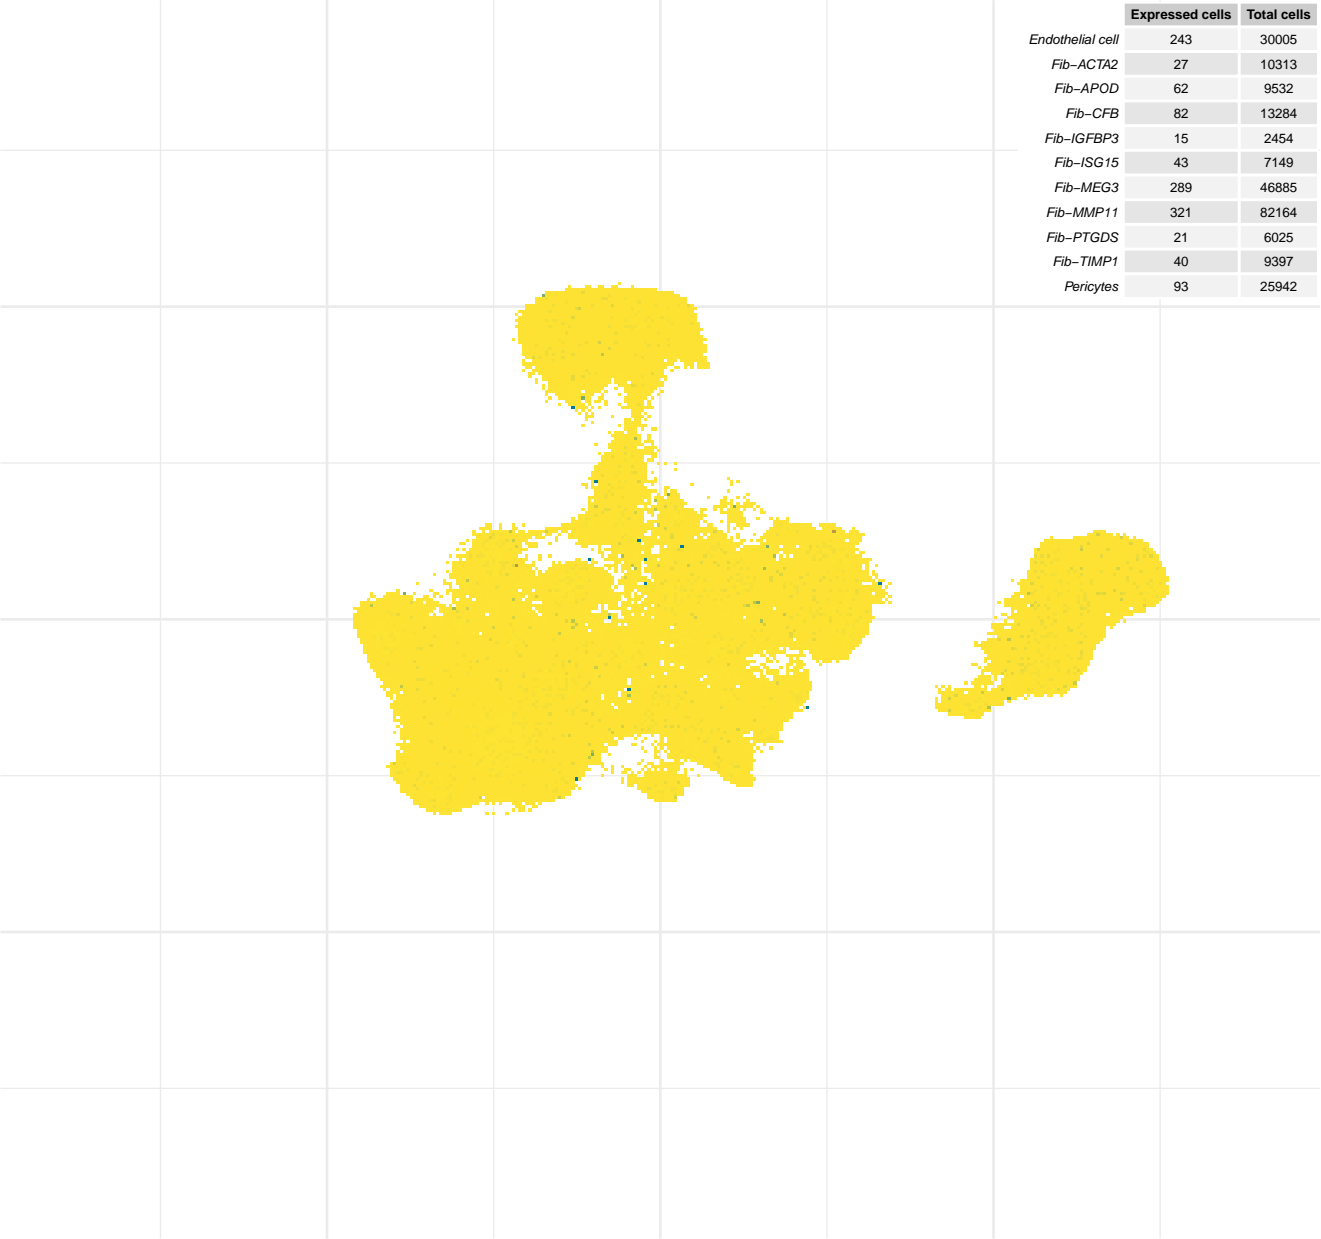 Expressed cells Total cells
Endothelial cell 243 30005
Fib−ACTA2 27 10313
Fib−APOD 62 9532
Fib−CFB 82 13284
Fib−IGFBP3 15 2454
Fib−ISG15 43 7149
Fib−MEG3 289 46885
Fib−MMP11 321 82164
Fib−PTGDS 21 6025
Fib−TIMP1 40 9397
Pericytes 93 25942